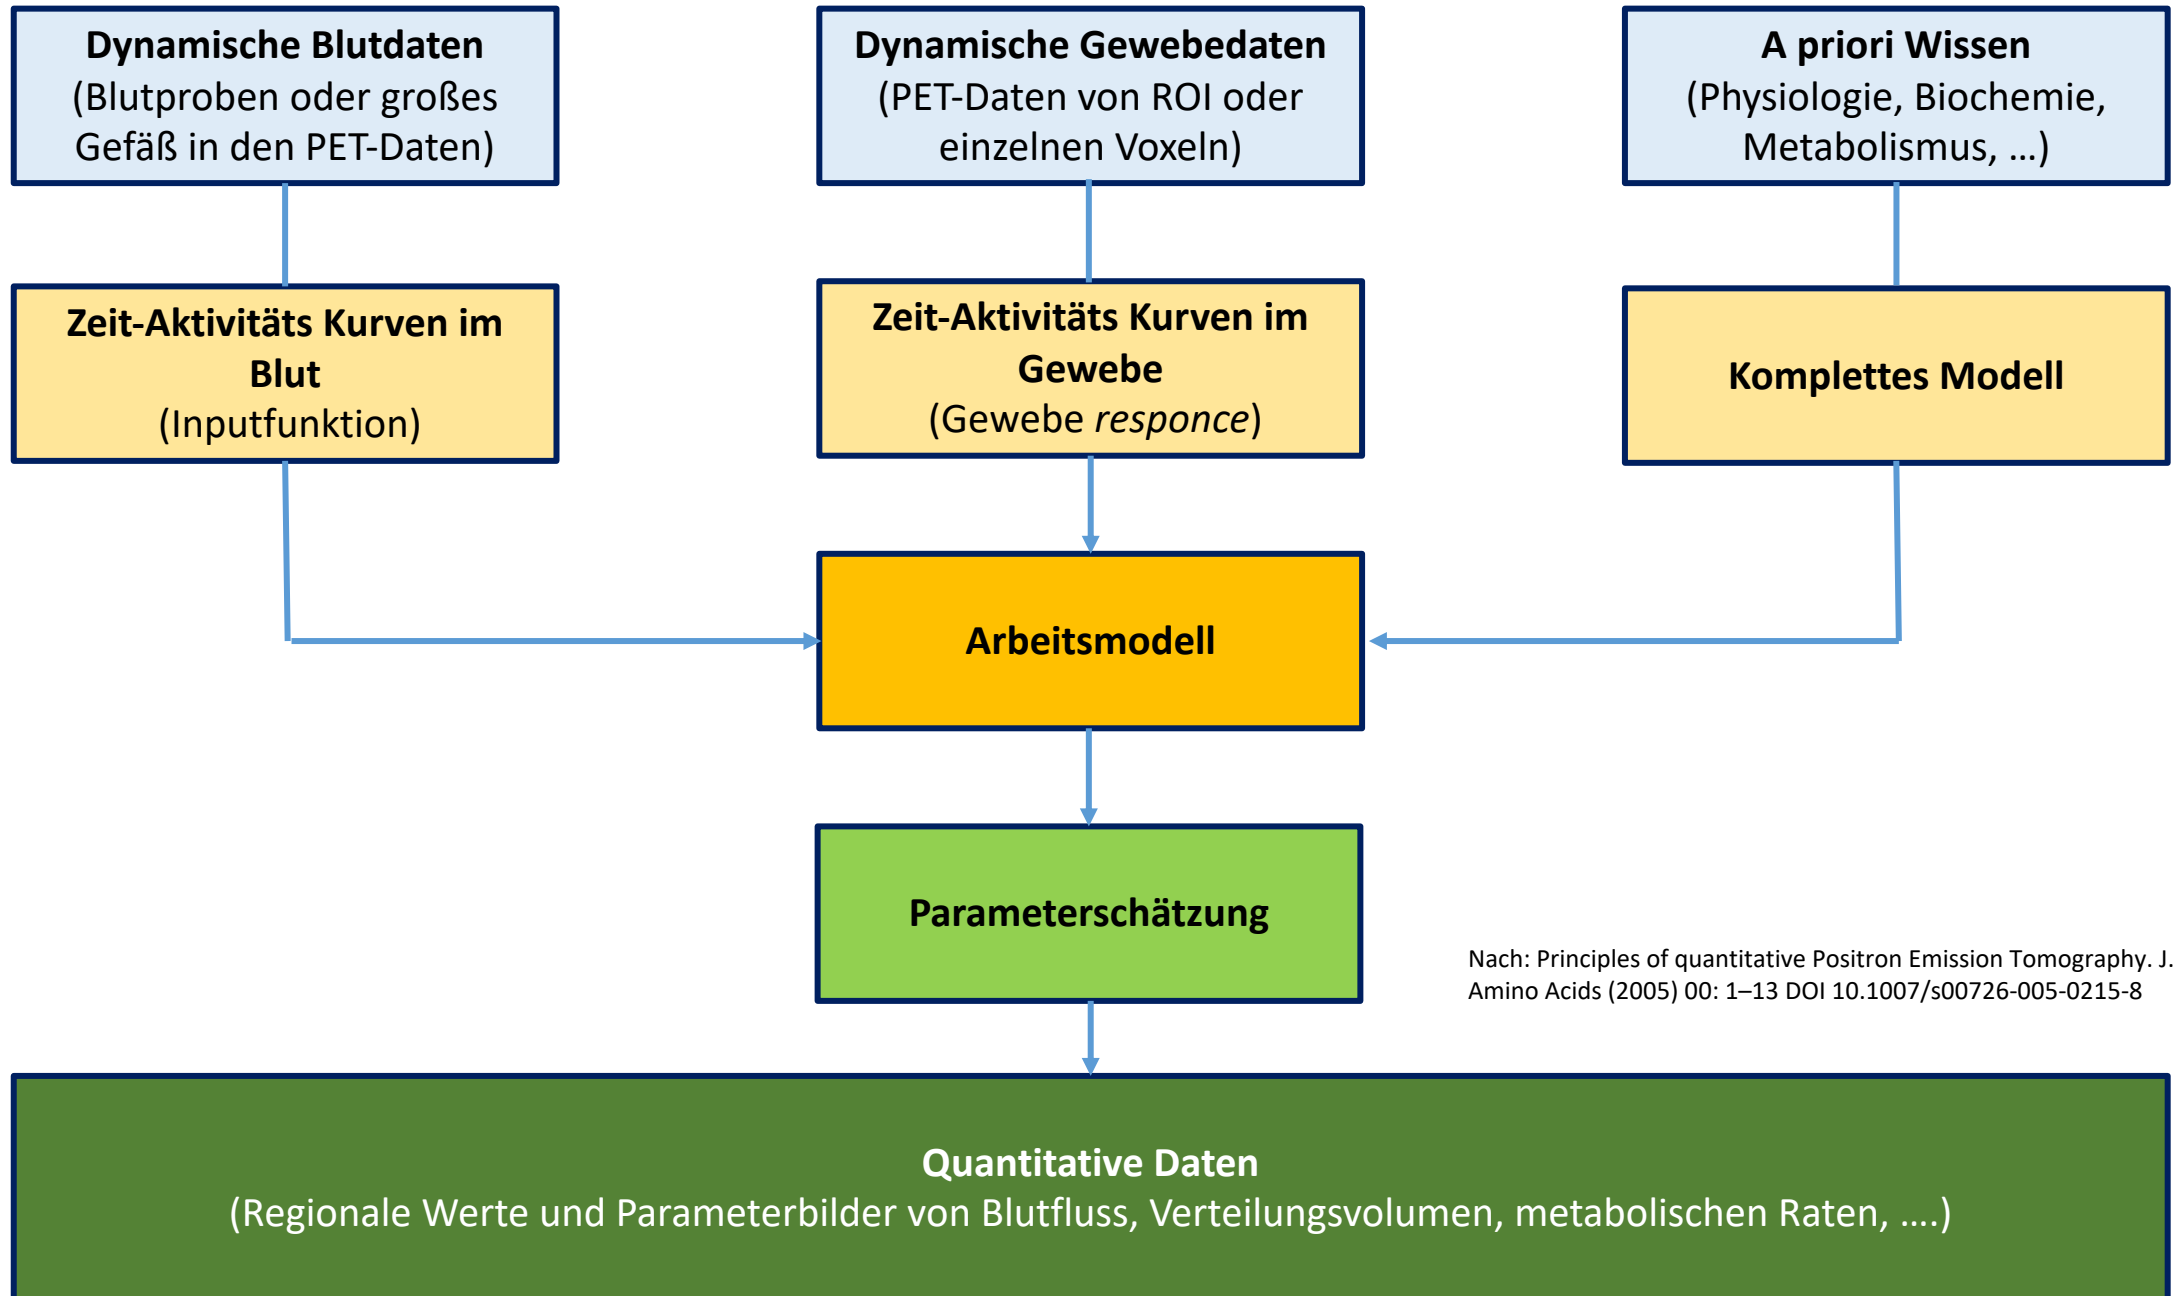 Dynamische Blutdaten
(Blutproben oder großes
Gefäß in den PET-Daten)
Dynamische Gewebedaten
(PET-Daten von ROI oder
einzelnen Voxeln)
A priori Wissen
(Physiologie, Biochemie,
Metabolismus, …)
Zeit-Aktivitäts Kurven im
Blut
(Inputfunktion)
Zeit-Aktivitäts Kurven im
Gewebe
(Gewebe responce)
Komplettes Modell
Arbeitsmodell
Parameterschätzung
Nach: Principles of quantitative Positron Emission Tomography. J.
Amino Acids (2005) 00: 1–13 DOI 10.1007/s00726-005-0215-8
Quantitative Daten
(Regionale Werte und Parameterbilder von Blutfluss, Verteilungsvolumen, metabolischen Raten, ….)